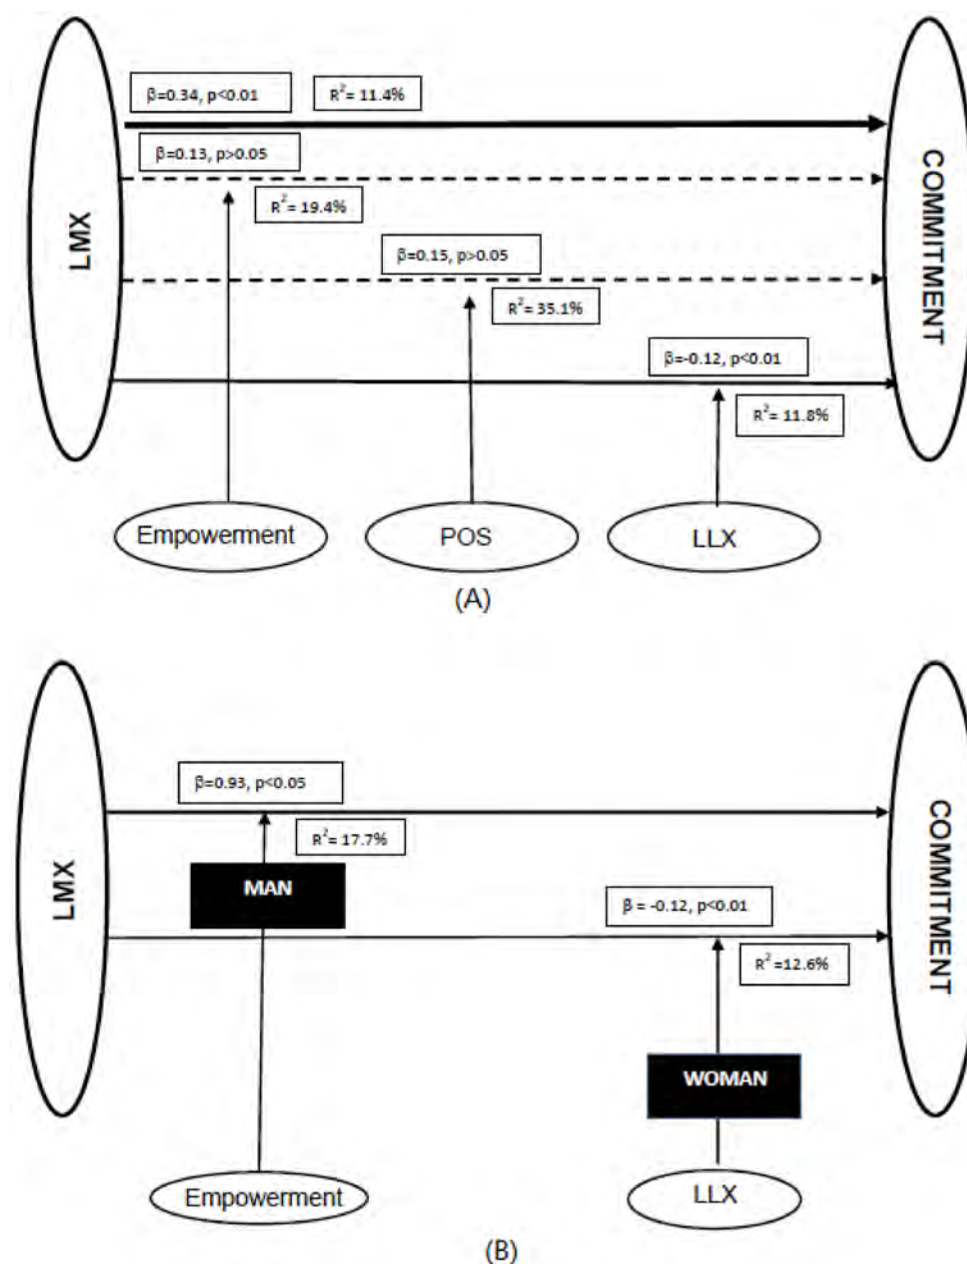 β=0.34, p<0.01
R²= 11.4%
β=0.13, p>0.05
R²= 19.4%
β=0.15, p>0.05
R²= 35.1%
β=-0.12, p<0.01
R²= 11.8%
LMX
COMMITMENT
Empowerment
POS
LLX
(A)
β=0.93, p<0.05
R²= 17.7%
MAN
β = -0.12, p<0.01
R² =12.6%
LMX
COMMITMENT
WOMAN
Empowerment
LLX
(B)